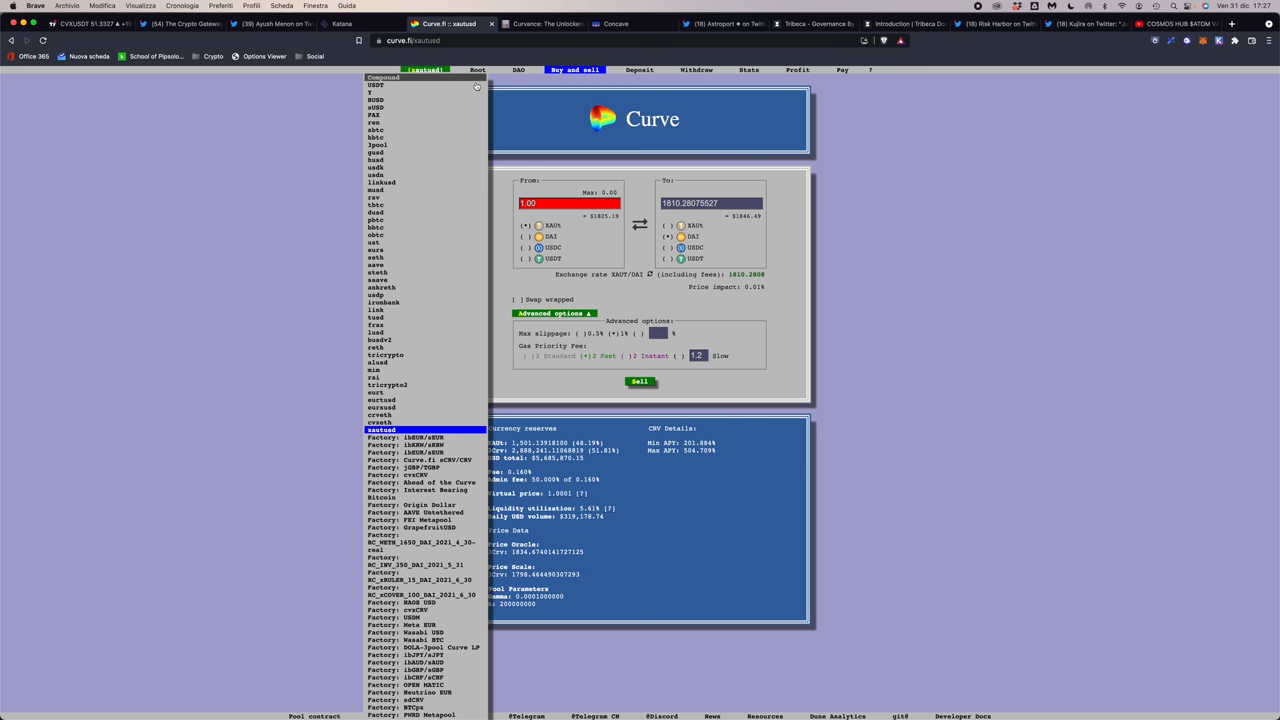 Brave Archivio Modifica Visualizza Cronologia Preferiti Profili Scheda Finestra Guida
Ven 31 dic 17:27
CVXUSDT 51.3327
(54) The Crypto Gateway
(39) Ayush Menon on Tw
Katana
Curve.fi :: xautusd
Curvance: The Unlocke
Concave
(18) Astroport
on Twitt
Tribeca - Governance By
Introduction | Tribeca Do
(18) Risk Harbor on Twitt
(18) Kujira on Twitter: "J
COSMOS HUB $ATOM V
curve.fi/xautusd
Office 365
Nuova scheda
School of Pipsolo...
Crypto
Options Viewer
Social
[xautusd]
Root
DAO
Buy and sell
Deposit
Withdraw
Stats
Profit
Pay
?
Compound
USDT
Y
BUSD
sUSD
PAX
ren
sbtc
hbtc
3pool
gusd
husd
usdk
usdn
linkusd
musd
rsv
tbtc
dusd
pbtc
bbtc
obtc
ust
eurs
seth
aave
steth
saave
ankreth
usdp
ironbank
link
tusd
frax
lusd
busdv2
reth
tricrypto
alusd
mim
rai
tricrypto2
eurt
eurtusd
eursusd
crveth
cvxeth
xautusd
Factory: ibEUR/sEUR
Factory: ibKRW/sKRW
Factory: ibEUR/sEUR
Factory: Curve.fi sCRV/CRV
Factory: jGBP/TGBP
Factory: cvxCRV
Factory: Ahead of the Curve
Factory: Interest Bearing
Bitcoin
Factory: Origin Dollar
Factory: AAVE Untethered
Factory: FEI Metapool
Factory: GrapefruitUSD
Factory:
RC_WETH_1650_DAI_2021_4_30-
real
Factory:
RC_INV_350_DAI_2021_5_31
Factory:
RC_xRULER_15_DAI_2021_6_30
Factory:
RC_xCOVER_100_DAI_2021_6_30
Factory: NAOS USD
Factory: cvxCRV
Factory: USDM
Factory: Meta EUR
Factory: Wasabi USD
Factory: Wasabi BTC
Factory: DOLA-3pool Curve LP
Factory: ibJPY/sJPY
Factory: ibAUD/sAUD
Factory: ibGBP/sGBP
Factory: ibCHF/sCHF
Factory: OPEN MATIC
Factory: Neutrino EUR
Factory: sdCRV
Factory: BTCpx
Factory: PWRD Metapool
Curve
From:
Max: 0.00
1.00
≈ $1825.19
(•) XAUt
( ) DAI
( ) USDC
( ) USDT
To:
1810.28075527
≈ $1846.49
( ) XAUt
(•) DAI
( ) USDC
( ) USDT
Exchange rate XAUT/DAI (including fees): 1810.2808
Price impact: 0.01%
[ ] Swap wrapped
Advanced options ▲
Advanced options:
Max slippage: ( )0.5% (•)1% ( ) %
Gas Priority Fee:
( )2 Standard (•)2 Fast ( )2 Instant ( ) 1.2 Slow
Sell
Currency reserves
XAUt: 1,501.13918100 (48.19%)
3Crv: 2,888,241.11068819 (51.81%)
USD total: $5,685,870.15
Fee: 0.160%
Admin fee: 50.000% of 0.160%
Virtual price: 1.0001 [?]
Liquidity utilisation: 5.61% [?]
Daily USD volume: $319,178.74
Price Data
Price Oracle:
3Crv: 1834.6740141727125
Price Scale:
3Crv: 1798.464490307293
Pool Parameters
Gamma: 0.0001000000
A: 200000000
CRV Details:
Min APY: 201.884%
Max APY: 504.709%
Pool contract
@Telegram
@Telegram CN
@Discord
News
Resources
Dune Analytics
git@
Developer Docs